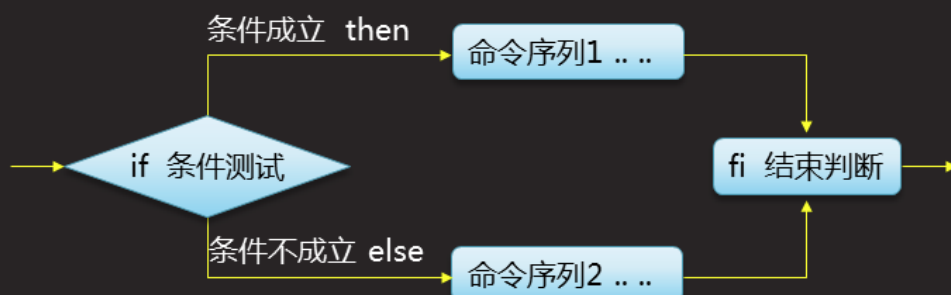 条件成立 then
命令序列1 .. ..
if 条件测试
fi 结束判断
条件不成立 else
命令序列2 .. ..